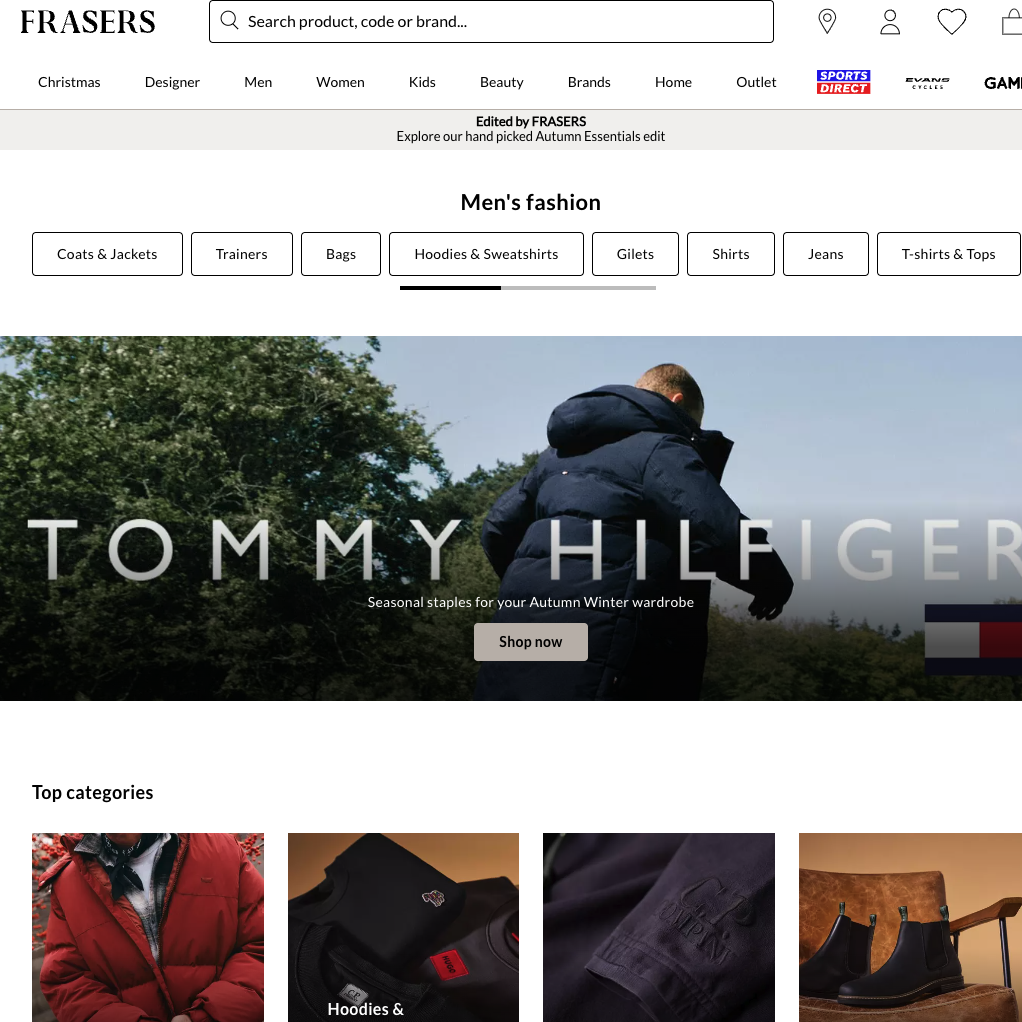 FRASERS
Search product, code or brand...
Christmas
Designer
Men
Women
Kids
Beauty
Brands
Home
Outlet
SPORTS
DIRECT
EVANS
CYCLES
Edited by FRASERS
Explore our hand picked Autumn Essentials edit
Men's fashion
Coats & Jackets
Trainers
Bags
Hoodies & Sweatshirts
Gilets
Shirts
Jeans
T-shirts & Tops
TOMMY HILFIGER
Seasonal staples for your Autumn Winter wardrobe
Shop now
Top categories
HUGO
C.P.
Hoodies &
C.P.
COMPANY